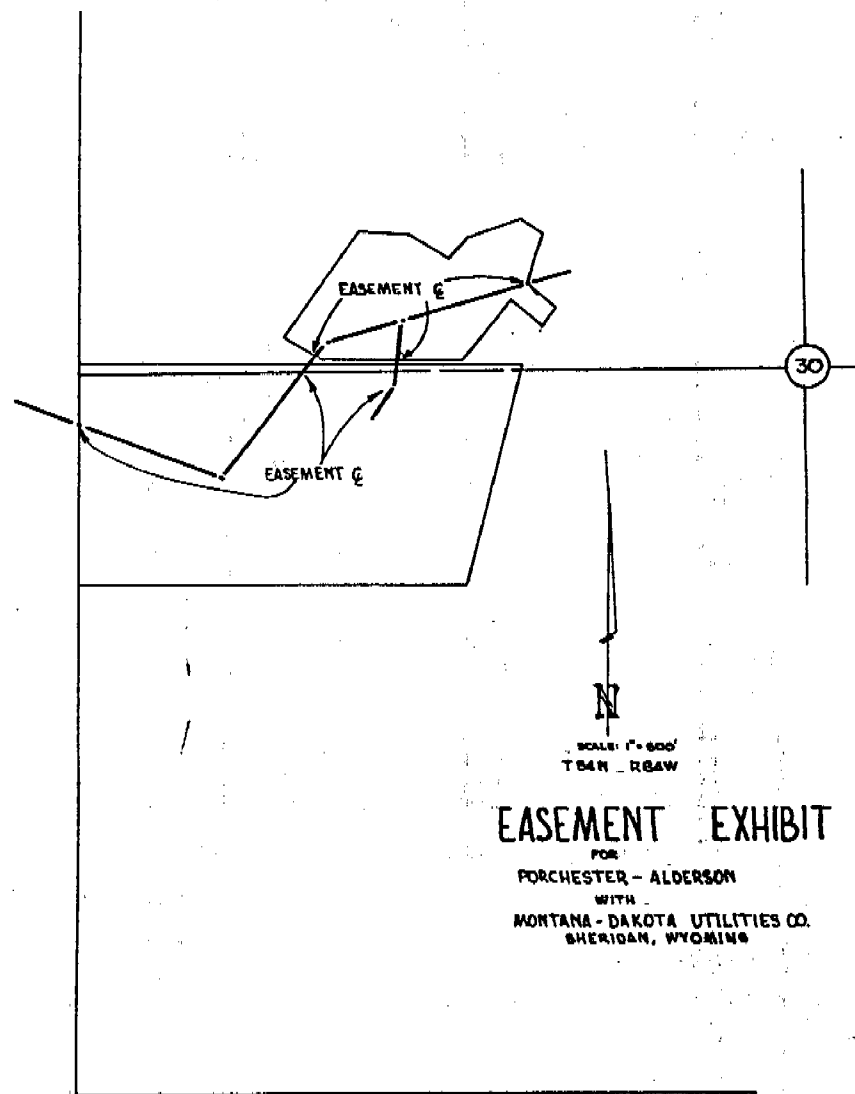 EASEMENT ℄
30
EASEMENT ℄
N
SCALE: 1"=600'
T54N R84W
EASEMENT EXHIBIT
FOR
PORCHESTER - ALDERSON
WITH
MONTANA-DAKOTA UTILITIES CO.
SHERIDAN, WYOMING